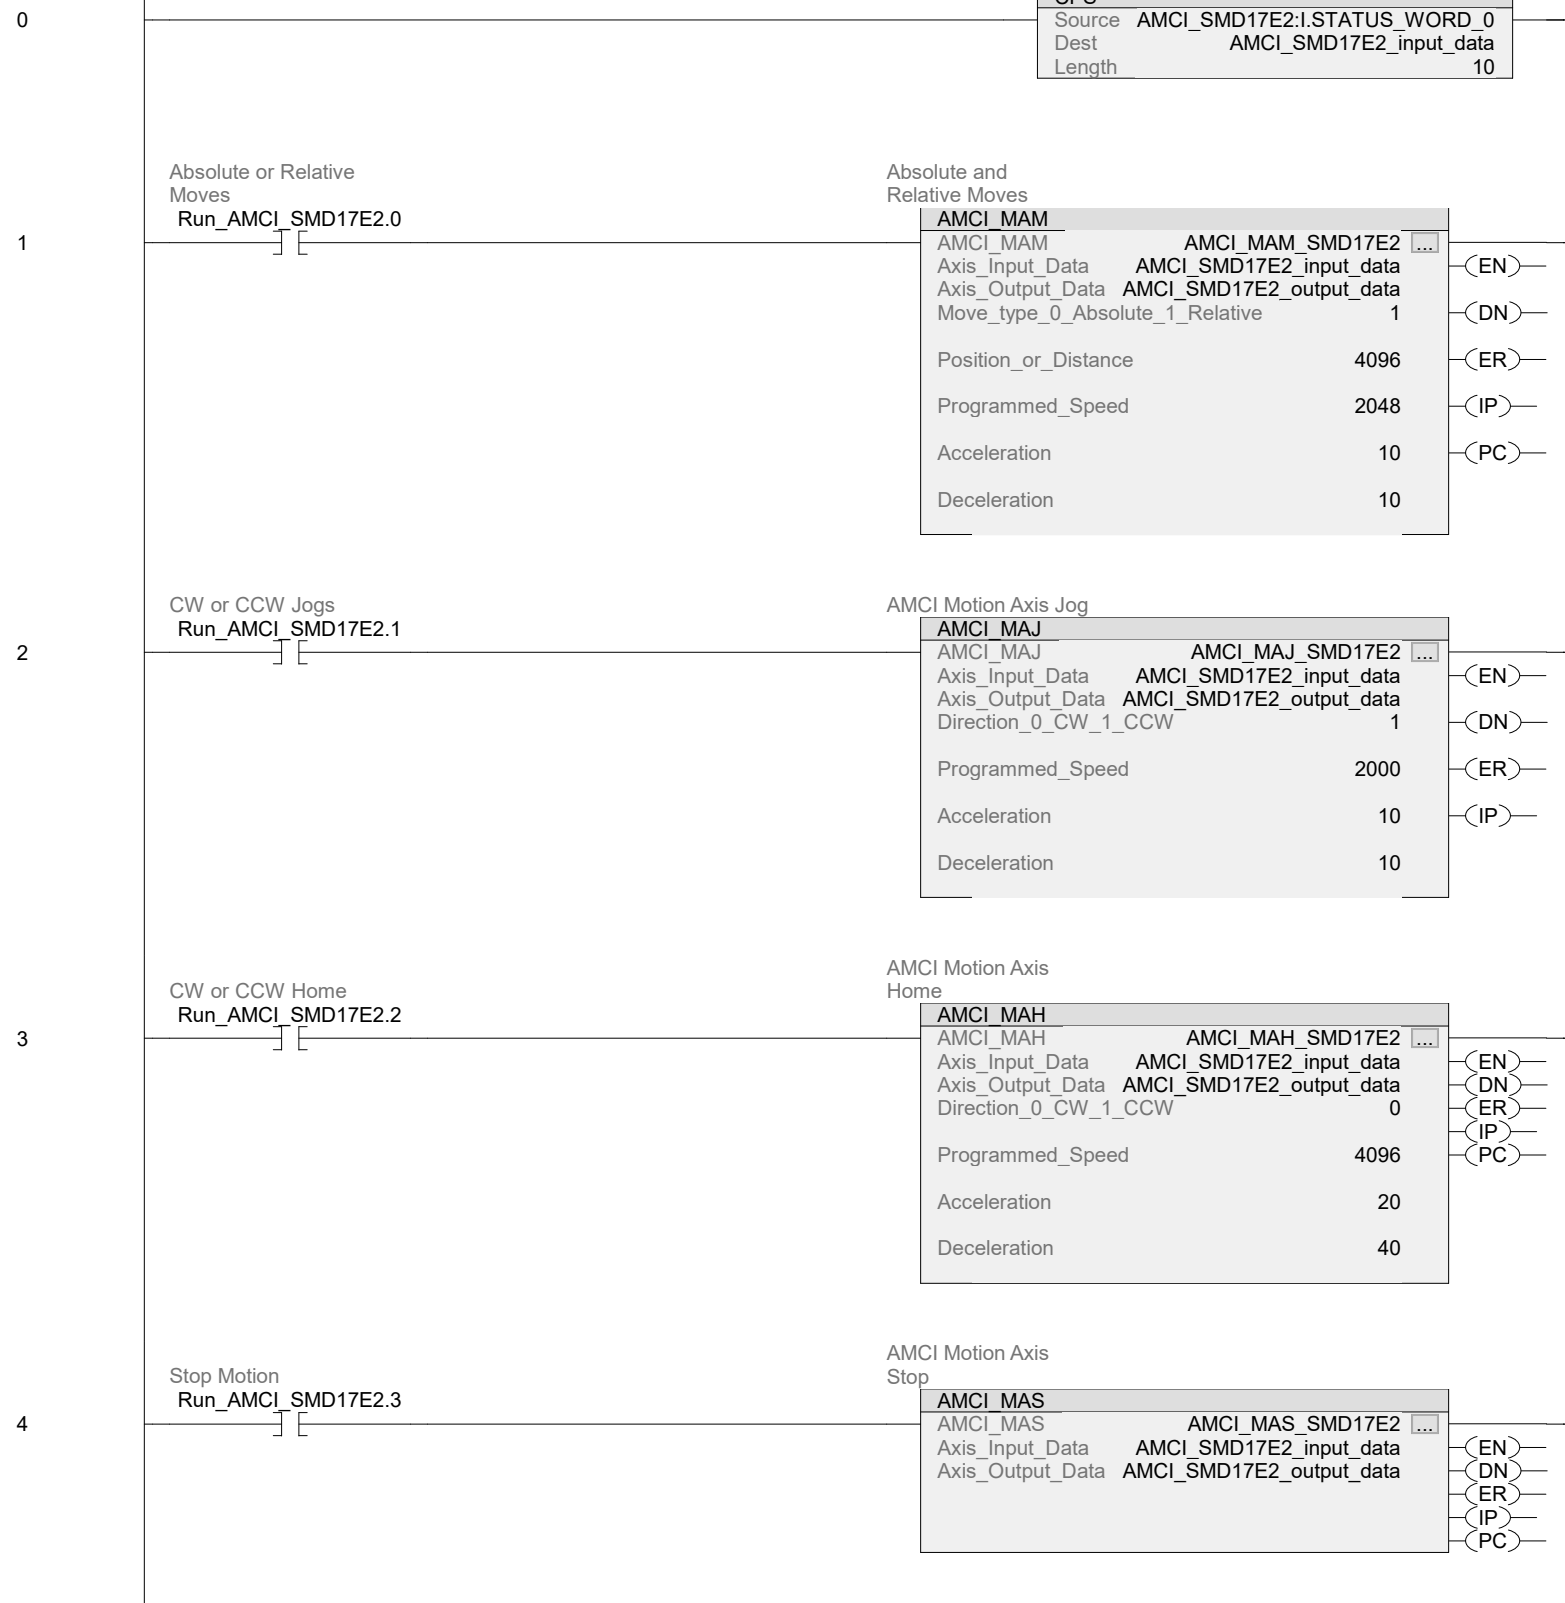 0
Source AMCI_SMD17E2:I.STATUS_WORD_0
Dest AMCI_SMD17E2_input_data
Length 10
Absolute or Relative
Moves
Run_AMCI_SMD17E2.0
1
Absolute and
Relative Moves
AMCI_MAM
AMCI_MAM AMCI_MAM_SMD17E2 ...
Axis_Input_Data AMCI_SMD17E2_input_data
Axis_Output_Data AMCI_SMD17E2_output_data
Move_type_0_Absolute_1_Relative 1
Position_or_Distance 4096
Programmed_Speed 2048
Acceleration 10
Deceleration 10
EN
DN
ER
IP
PC
CW or CCW Jogs
Run_AMCI_SMD17E2.1
2
AMCI Motion Axis Jog
AMCI_MAJ
AMCI_MAJ AMCI_MAJ_SMD17E2 ...
Axis_Input_Data AMCI_SMD17E2_input_data
Axis_Output_Data AMCI_SMD17E2_output_data
Direction_0_CW_1_CCW 1
Programmed_Speed 2000
Acceleration 10
Deceleration 10
EN
DN
ER
IP
CW or CCW Home
Run_AMCI_SMD17E2.2
3
AMCI Motion Axis
Home
AMCI_MAH
AMCI_MAH AMCI_MAH_SMD17E2 ...
Axis_Input_Data AMCI_SMD17E2_input_data
Axis_Output_Data AMCI_SMD17E2_output_data
Direction_0_CW_1_CCW 0
Programmed_Speed 4096
Acceleration 20
Deceleration 40
EN
DN
ER
IP
PC
Stop Motion
Run_AMCI_SMD17E2.3
4
AMCI Motion Axis
Stop
AMCI_MAS
AMCI_MAS AMCI_MAS_SMD17E2 ...
Axis_Input_Data AMCI_SMD17E2_input_data
Axis_Output_Data AMCI_SMD17E2_output_data
EN
DN
ER
IP
PC